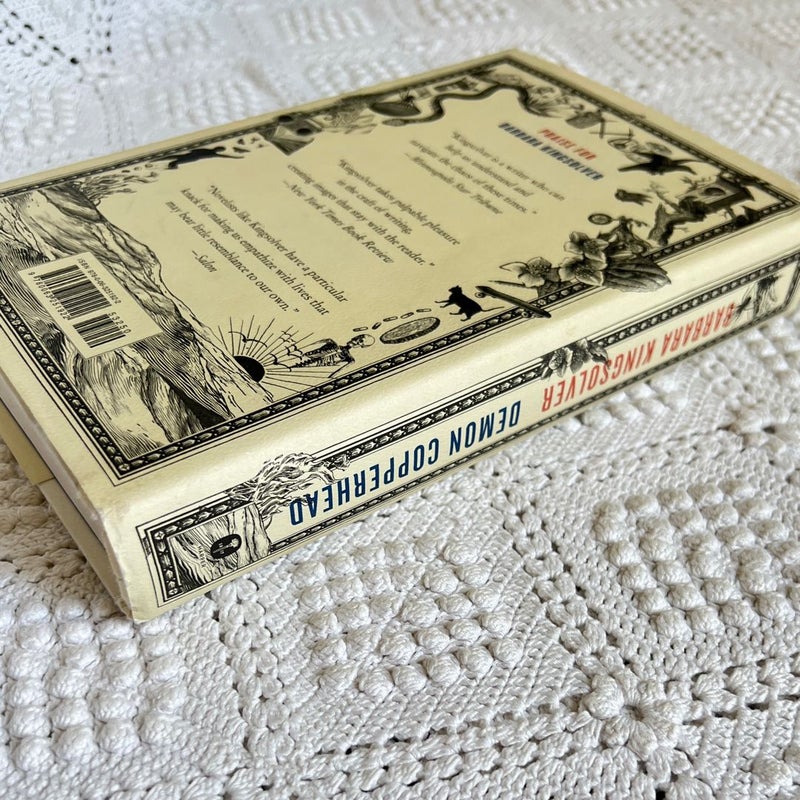 PRAISE FOR
BARBARA KINGSOLVER
"Kingsolver is a writer who can
help us understand and
navigate the chaos of these times."
—Minneapolis Star Tribune
"Kingsolver takes palpable pleasure
in the craft of writing,
creating images that stay with the reader."
—New York Times Book Review
"Novelists like Kingsolver have a particular
knack for making us empathize with lives that
may bear little resemblance to our own."
—Salon
BARBARA KINGSOLVER
DEMON COPPERHEAD